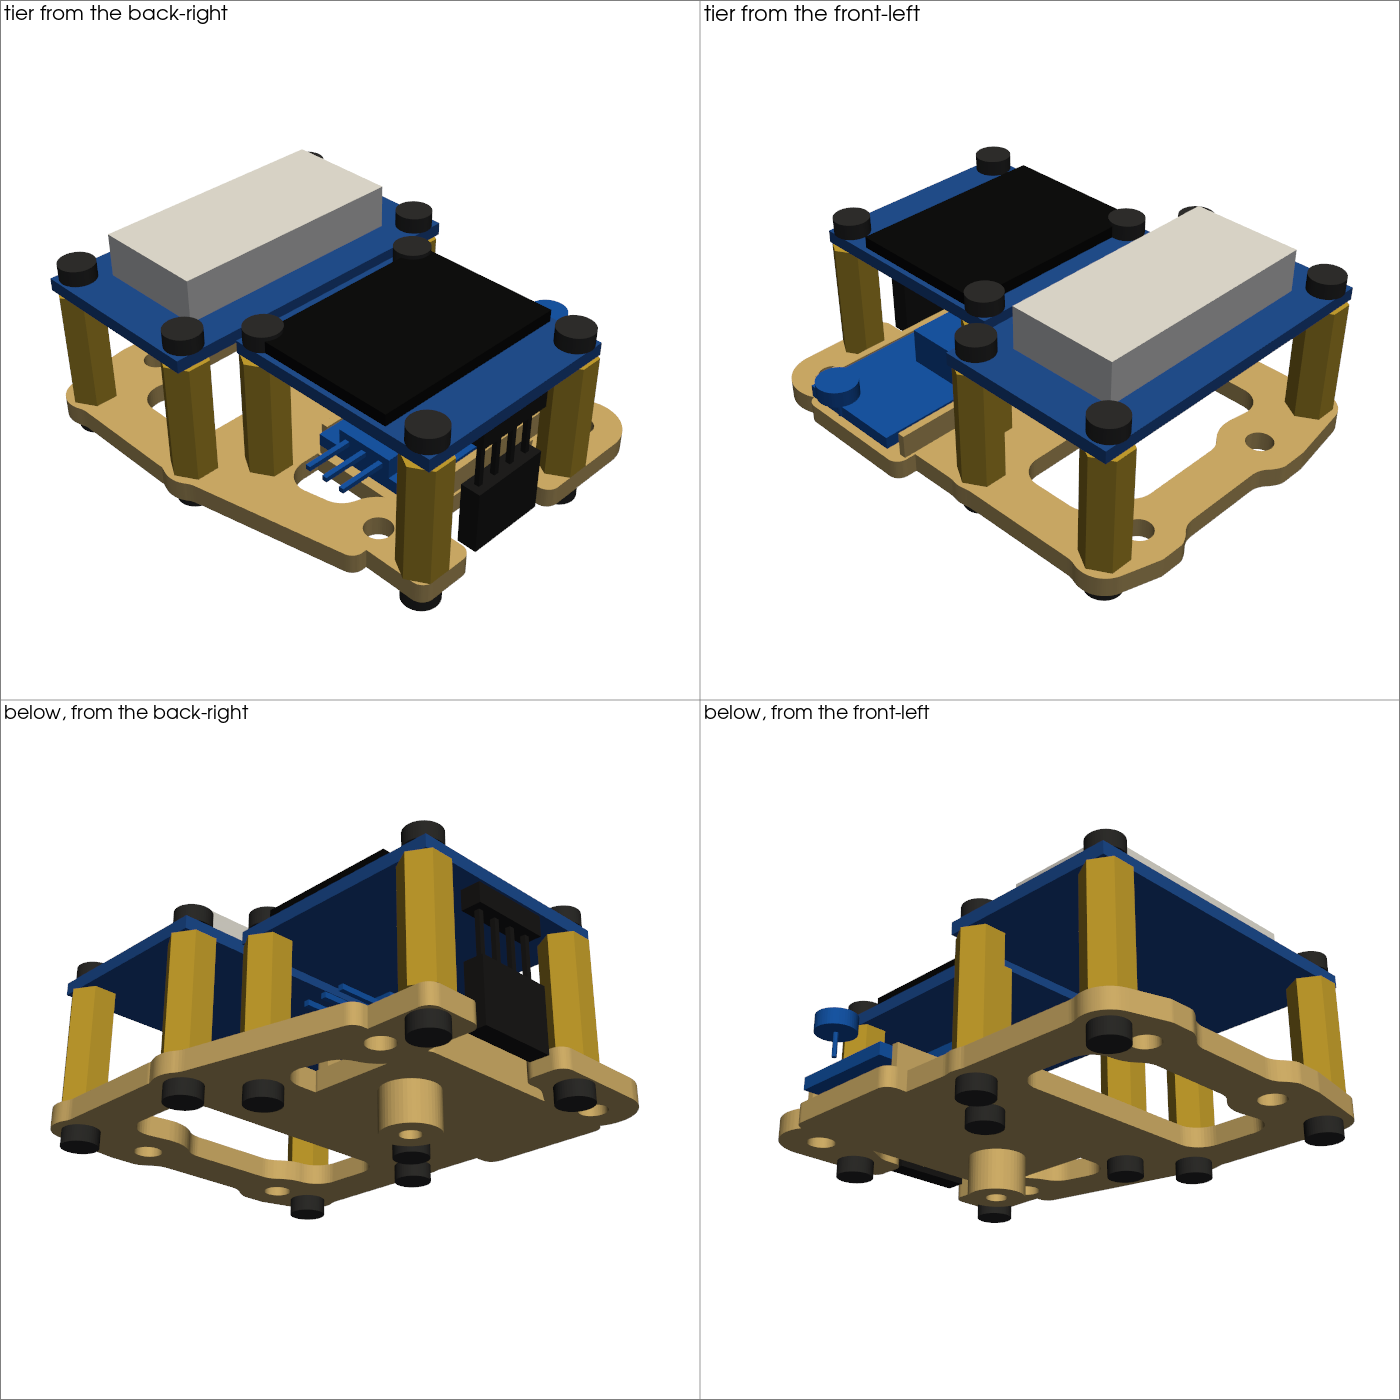 tier from the back-right
tier from the front-left
below, from the back-right
below, from the front-left